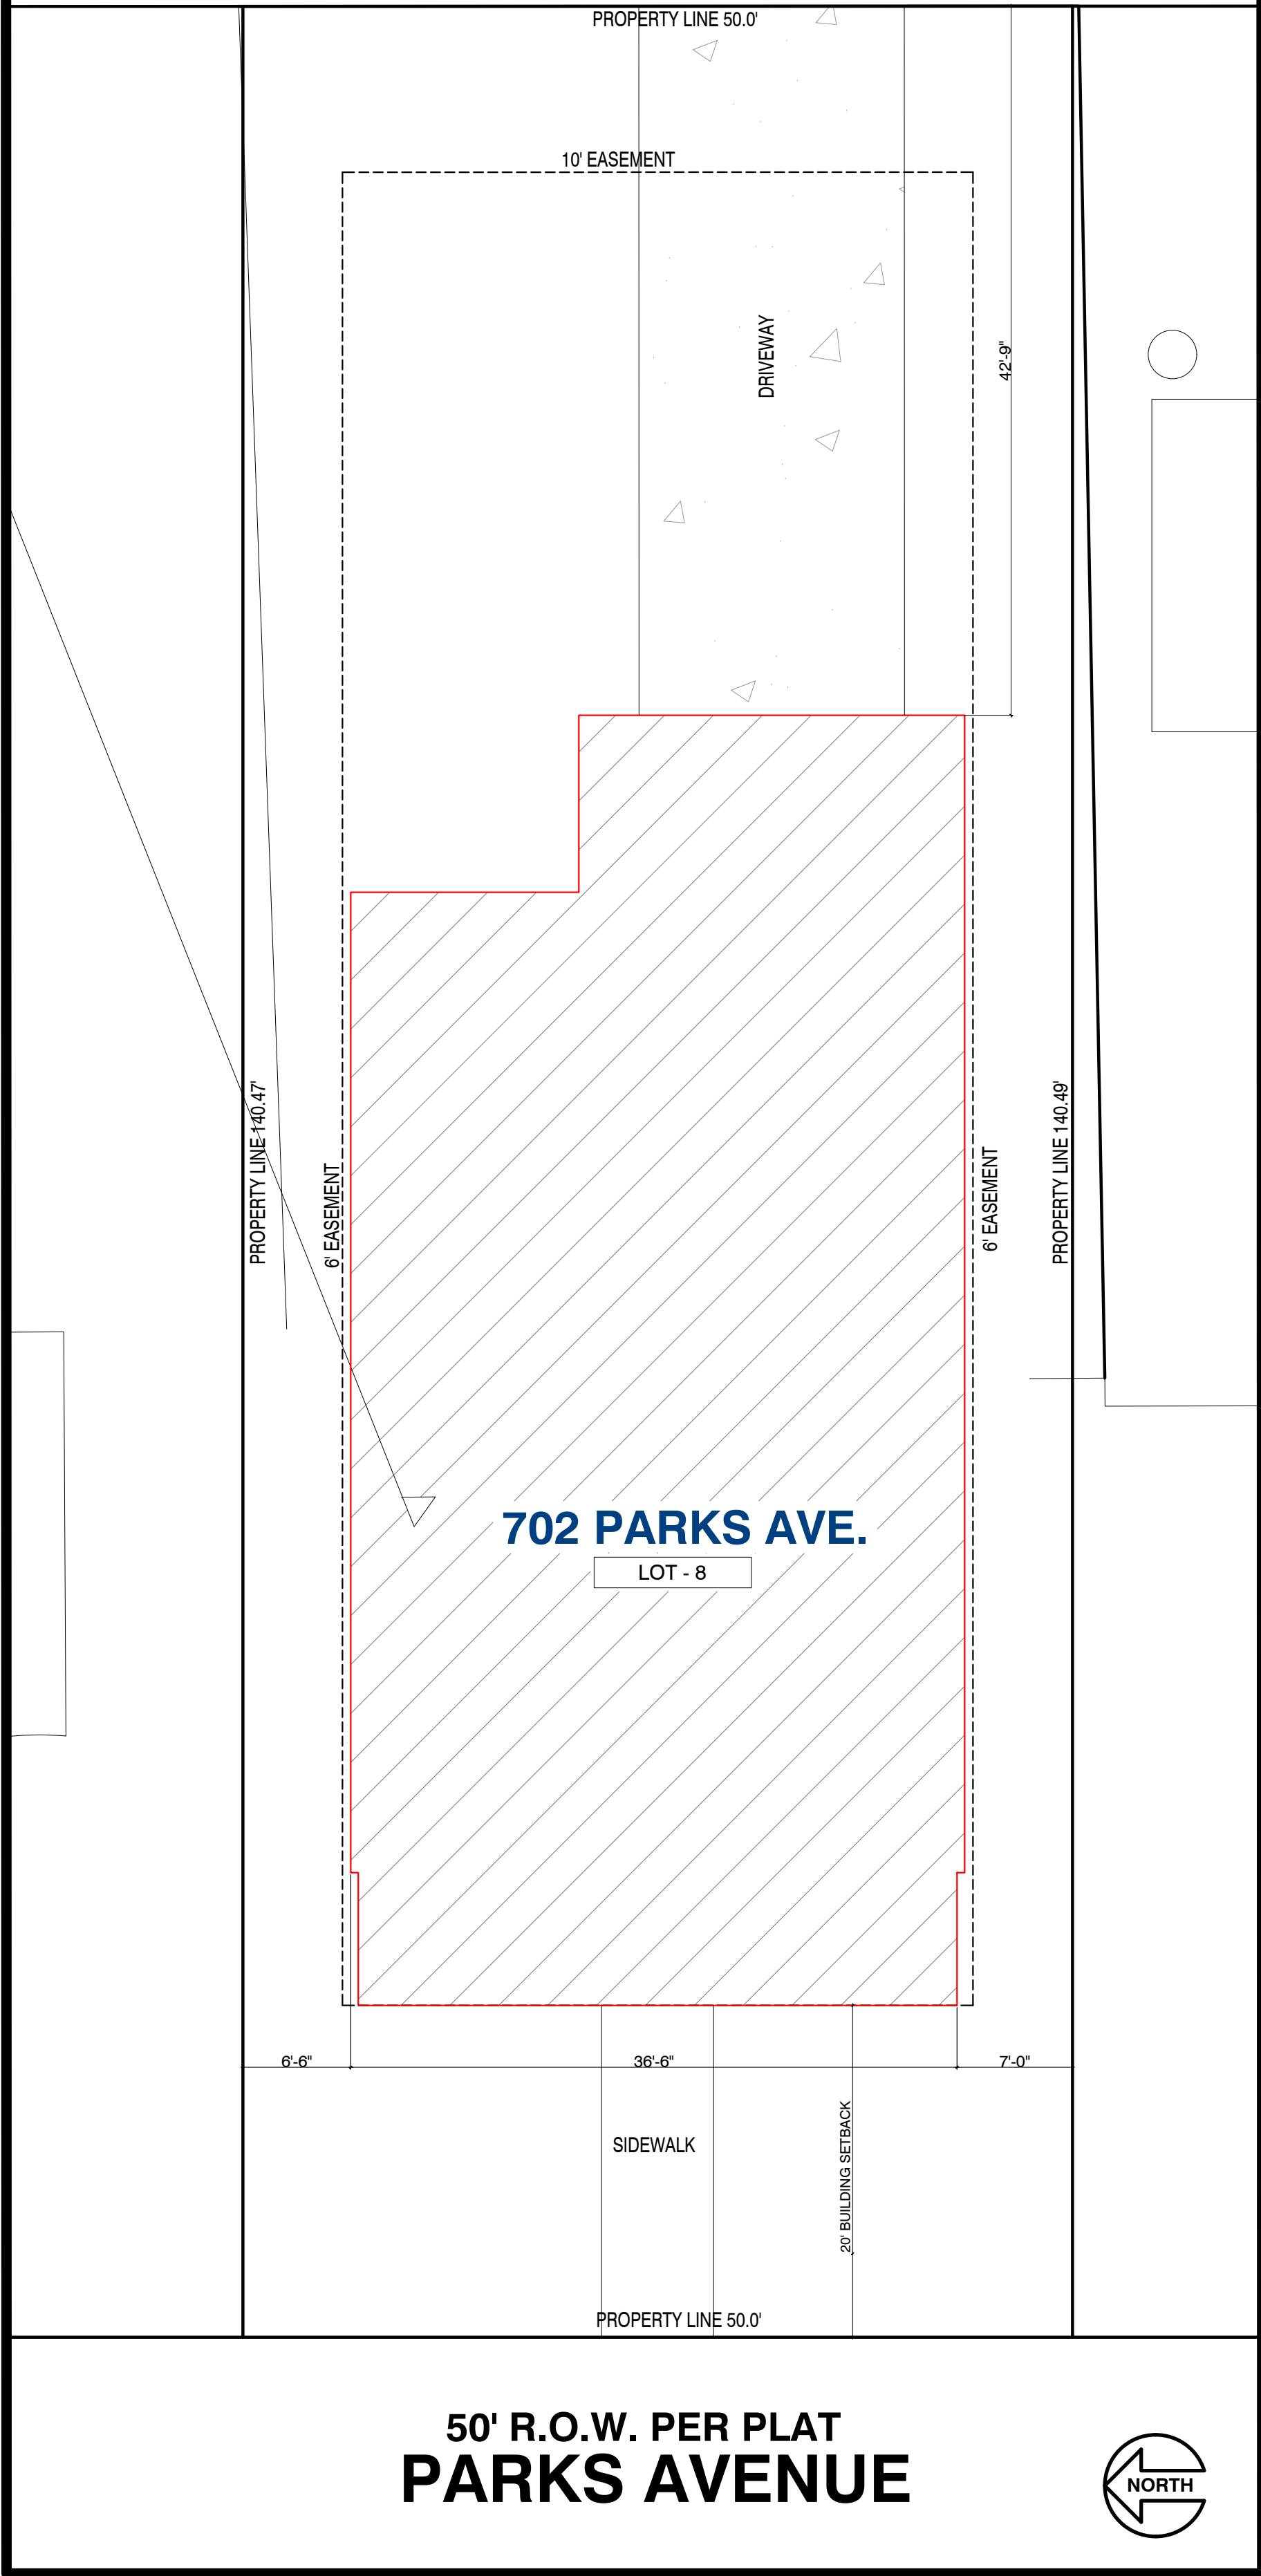 PROPERTY LINE 50.0'
10' EASEMENT
DRIVEWAY
42'-9"
PROPERTY LINE 140.47'
6' EASEMENT
6' EASEMENT
PROPERTY LINE 140.49'
702 PARKS AVE.
LOT - 8
6'-6"
36'-6"
7'-0"
SIDEWALK
20' BUILDING SETBACK
PROPERTY LINE 50.0'
50' R.O.W. PER PLAT
PARKS AVENUE
NORTH